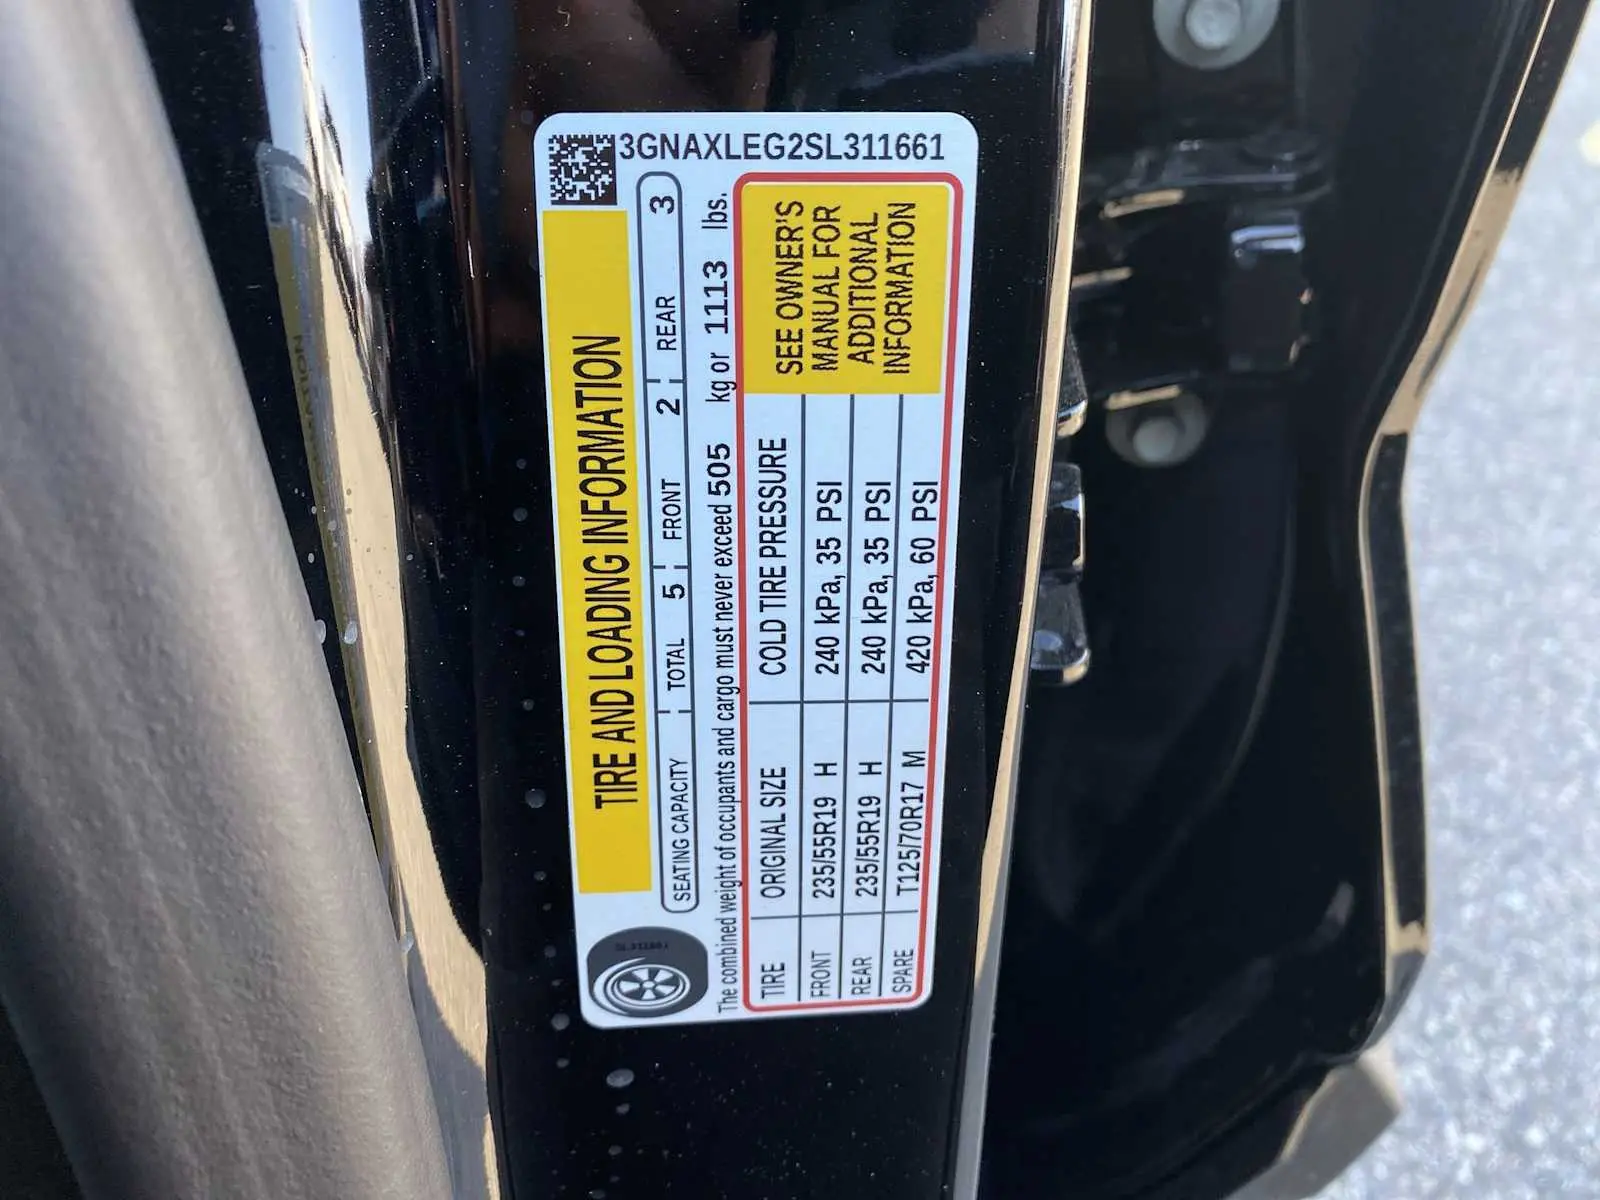 3GNAXLEG2SL311661
TIRE AND LOADING INFORMATION
SEATING CAPACITY TOTAL 5 FRONT 2 REAR 3
The combined weight of occupants and cargo must never exceed 505 kg or 1113 lbs.
TIRE ORIGINAL SIZE COLD TIRE PRESSURE
FRONT 235/55R19 H 240 kPa, 35 PSI
REAR 235/55R19 H 240 kPa, 35 PSI
SPARE T125/70R17 M 420 kPa, 60 PSI
SEE OWNER'S
MANUAL FOR
ADDITIONAL
INFORMATION